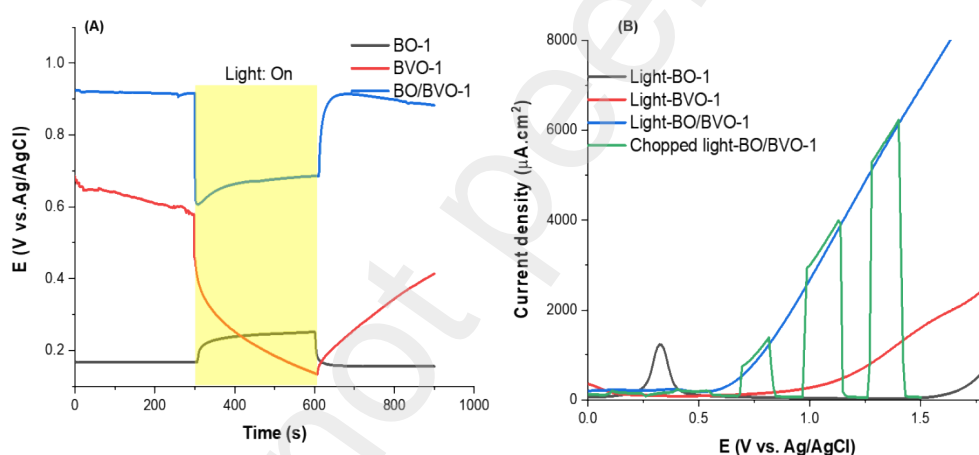 (A)
BO-1
BVO-1
BO/BVO-1
Light: On
1.0
0.8
0.6
0.4
0.2
E (V vs.Ag/AgCl)
0
200
400
600
800
1000
Time (s)
(B)
Light-BO-1
Light-BVO-1
Light-BO/BVO-1
Chopped light-BO/BVO-1
8000
6000
4000
2000
0
Current density (μA.cm²)
0.0
0.5
1.0
1.5
E (V vs. Ag/AgCl)
not pee